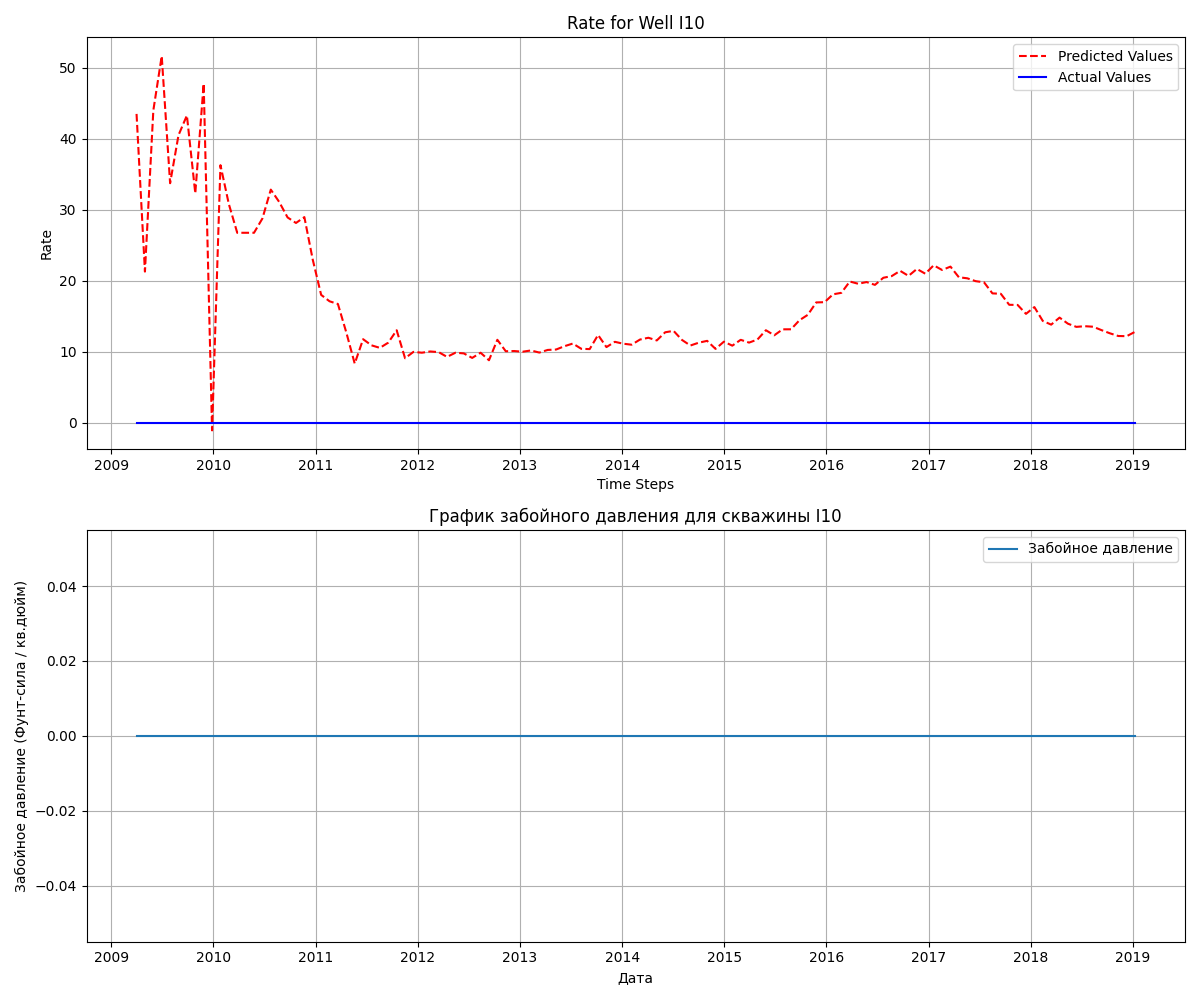 Rate for Well I10
Predicted Values
Actual Values
50
40
30
20
10
0
Rate
2009 2010 2011 2012 2013 2014 2015 2016 2017 2018 2019
Time Steps
График забойного давления для скважины I10
Забойное давление
0.04
0.02
0.00
−0.02
−0.04
Забойное давление (Фунт-сила / кв.дюйм)
2009 2010 2011 2012 2013 2014 2015 2016 2017 2018 2019
Дата